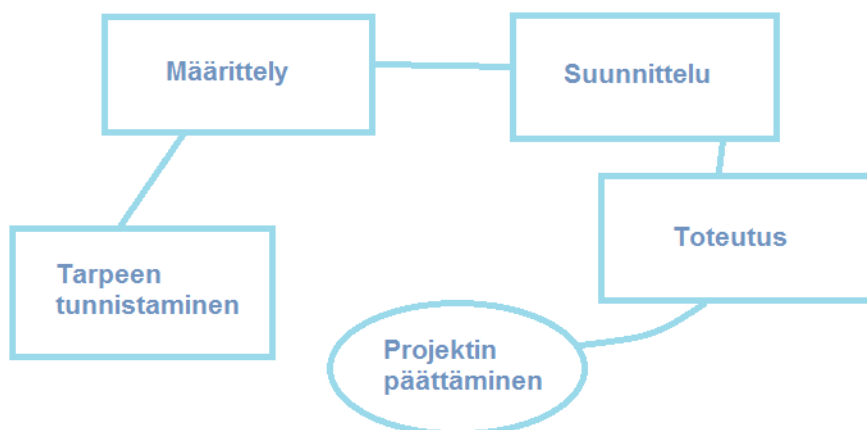 Määrittely
Suunnittelu
Toteutus
Tarpeen
tunnistaminen
Projektin
päättäminen